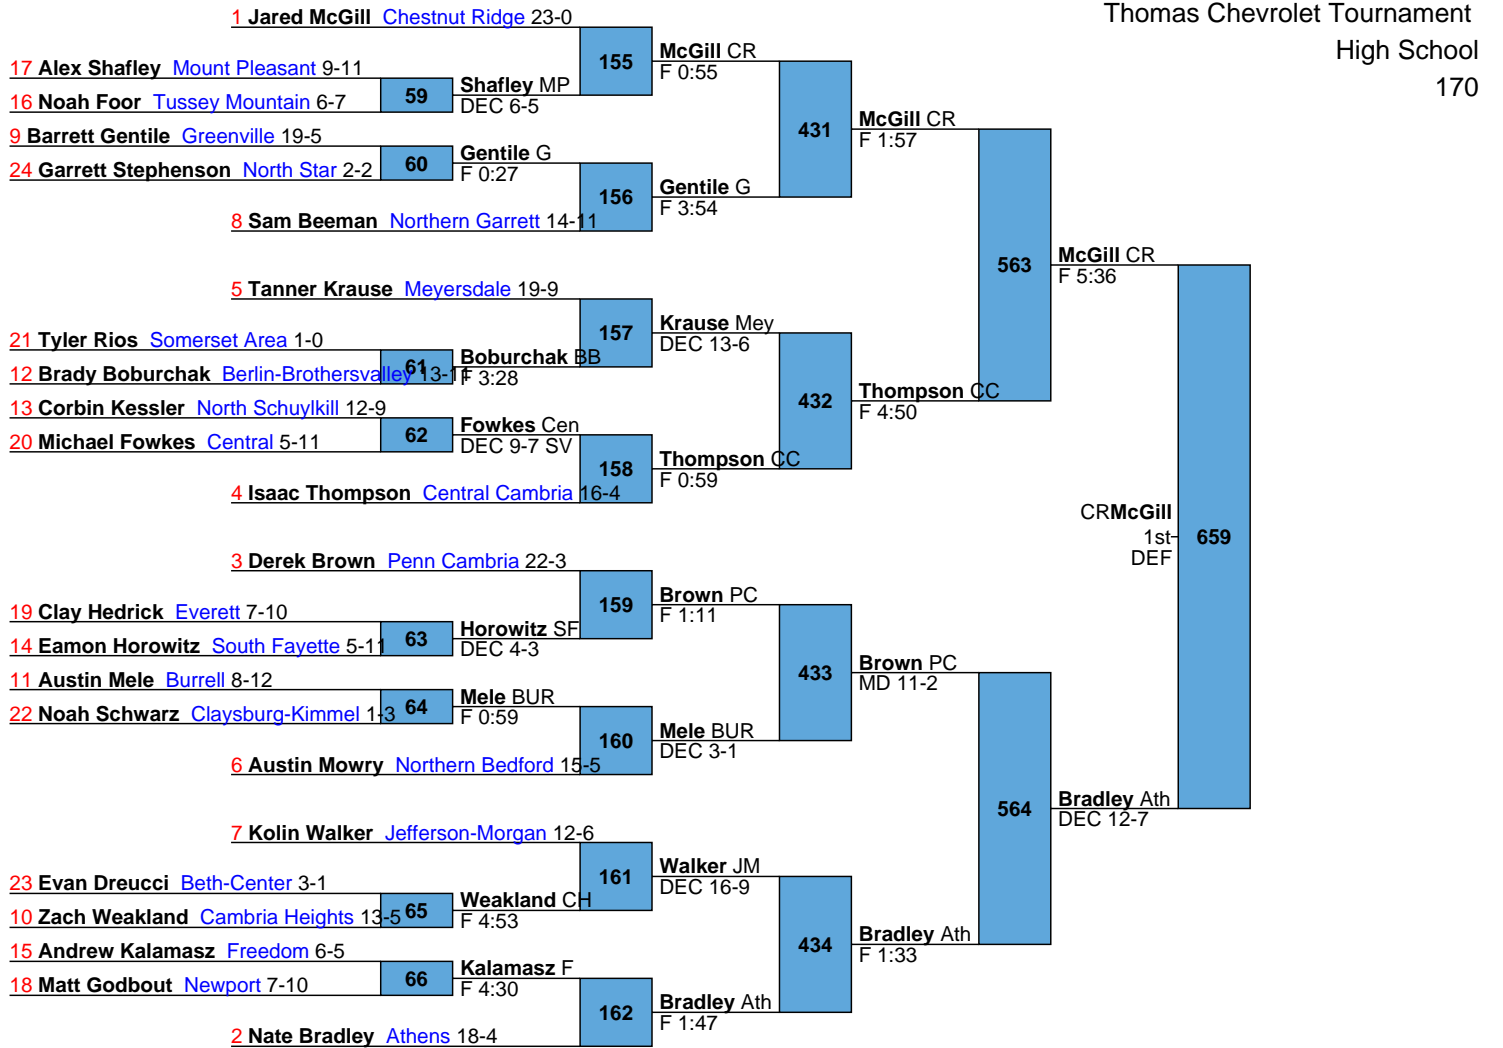 Thomas Chevrolet Tournament
High School
170
1 Jared McGill Chestnut Ridge 23-0
17 Alex Shafley Mount Pleasant 9-11
16 Noah Foor Tussey Mountain 6-7
9 Barrett Gentile Greenville 19-5
24 Garrett Stephenson North Star 2-2
8 Sam Beeman Northern Garrett 14-11
5 Tanner Krause Meyersdale 19-9
21 Tyler Rios Somerset Area 1-0
12 Brady Boburchak Berlin-Brothersvalley 13-11
13 Corbin Kessler North Schuylkill 12-9
20 Michael Fowkes Central 5-11
4 Isaac Thompson Central Cambria 16-4
3 Derek Brown Penn Cambria 22-3
19 Clay Hedrick Everett 7-10
14 Eamon Horowitz South Fayette 5-11
11 Austin Mele Burrell 8-12
22 Noah Schwarz Claysburg-Kimmel 1-3
6 Austin Mowry Northern Bedford 15-5
7 Kolin Walker Jefferson-Morgan 12-6
23 Evan Dreucci Beth-Center 3-1
10 Zach Weakland Cambria Heights 13-5
15 Andrew Kalamasz Freedom 6-5
18 Matt Godbout Newport 7-10
2 Nate Bradley Athens 18-4
59
60
61
62
63
64
65
66
Shafley MP
DEC 6-5
Gentile G
F 0:27
Boburchak BB
F 3:28
Fowkes Cen
DEC 9-7 SV
Horowitz SF
DEC 4-3
Mele BUR
F 0:59
Weakland CH
F 4:53
Kalamasz F
F 4:30
155
156
157
158
159
160
161
162
McGill CR
F 0:55
Gentile G
F 3:54
Krause Mey
DEC 13-6
Thompson CC
F 0:59
Brown PC
F 1:11
Mele BUR
DEC 3-1
Walker JM
DEC 16-9
Bradley Ath
F 1:47
431
432
433
434
McGill CR
F 1:57
Thompson CC
F 4:50
Brown PC
MD 11-2
Bradley Ath
F 1:33
563
564
McGill CR
F 5:36
Bradley Ath
DEC 12-7
659
CRMcGill
1st
DEF